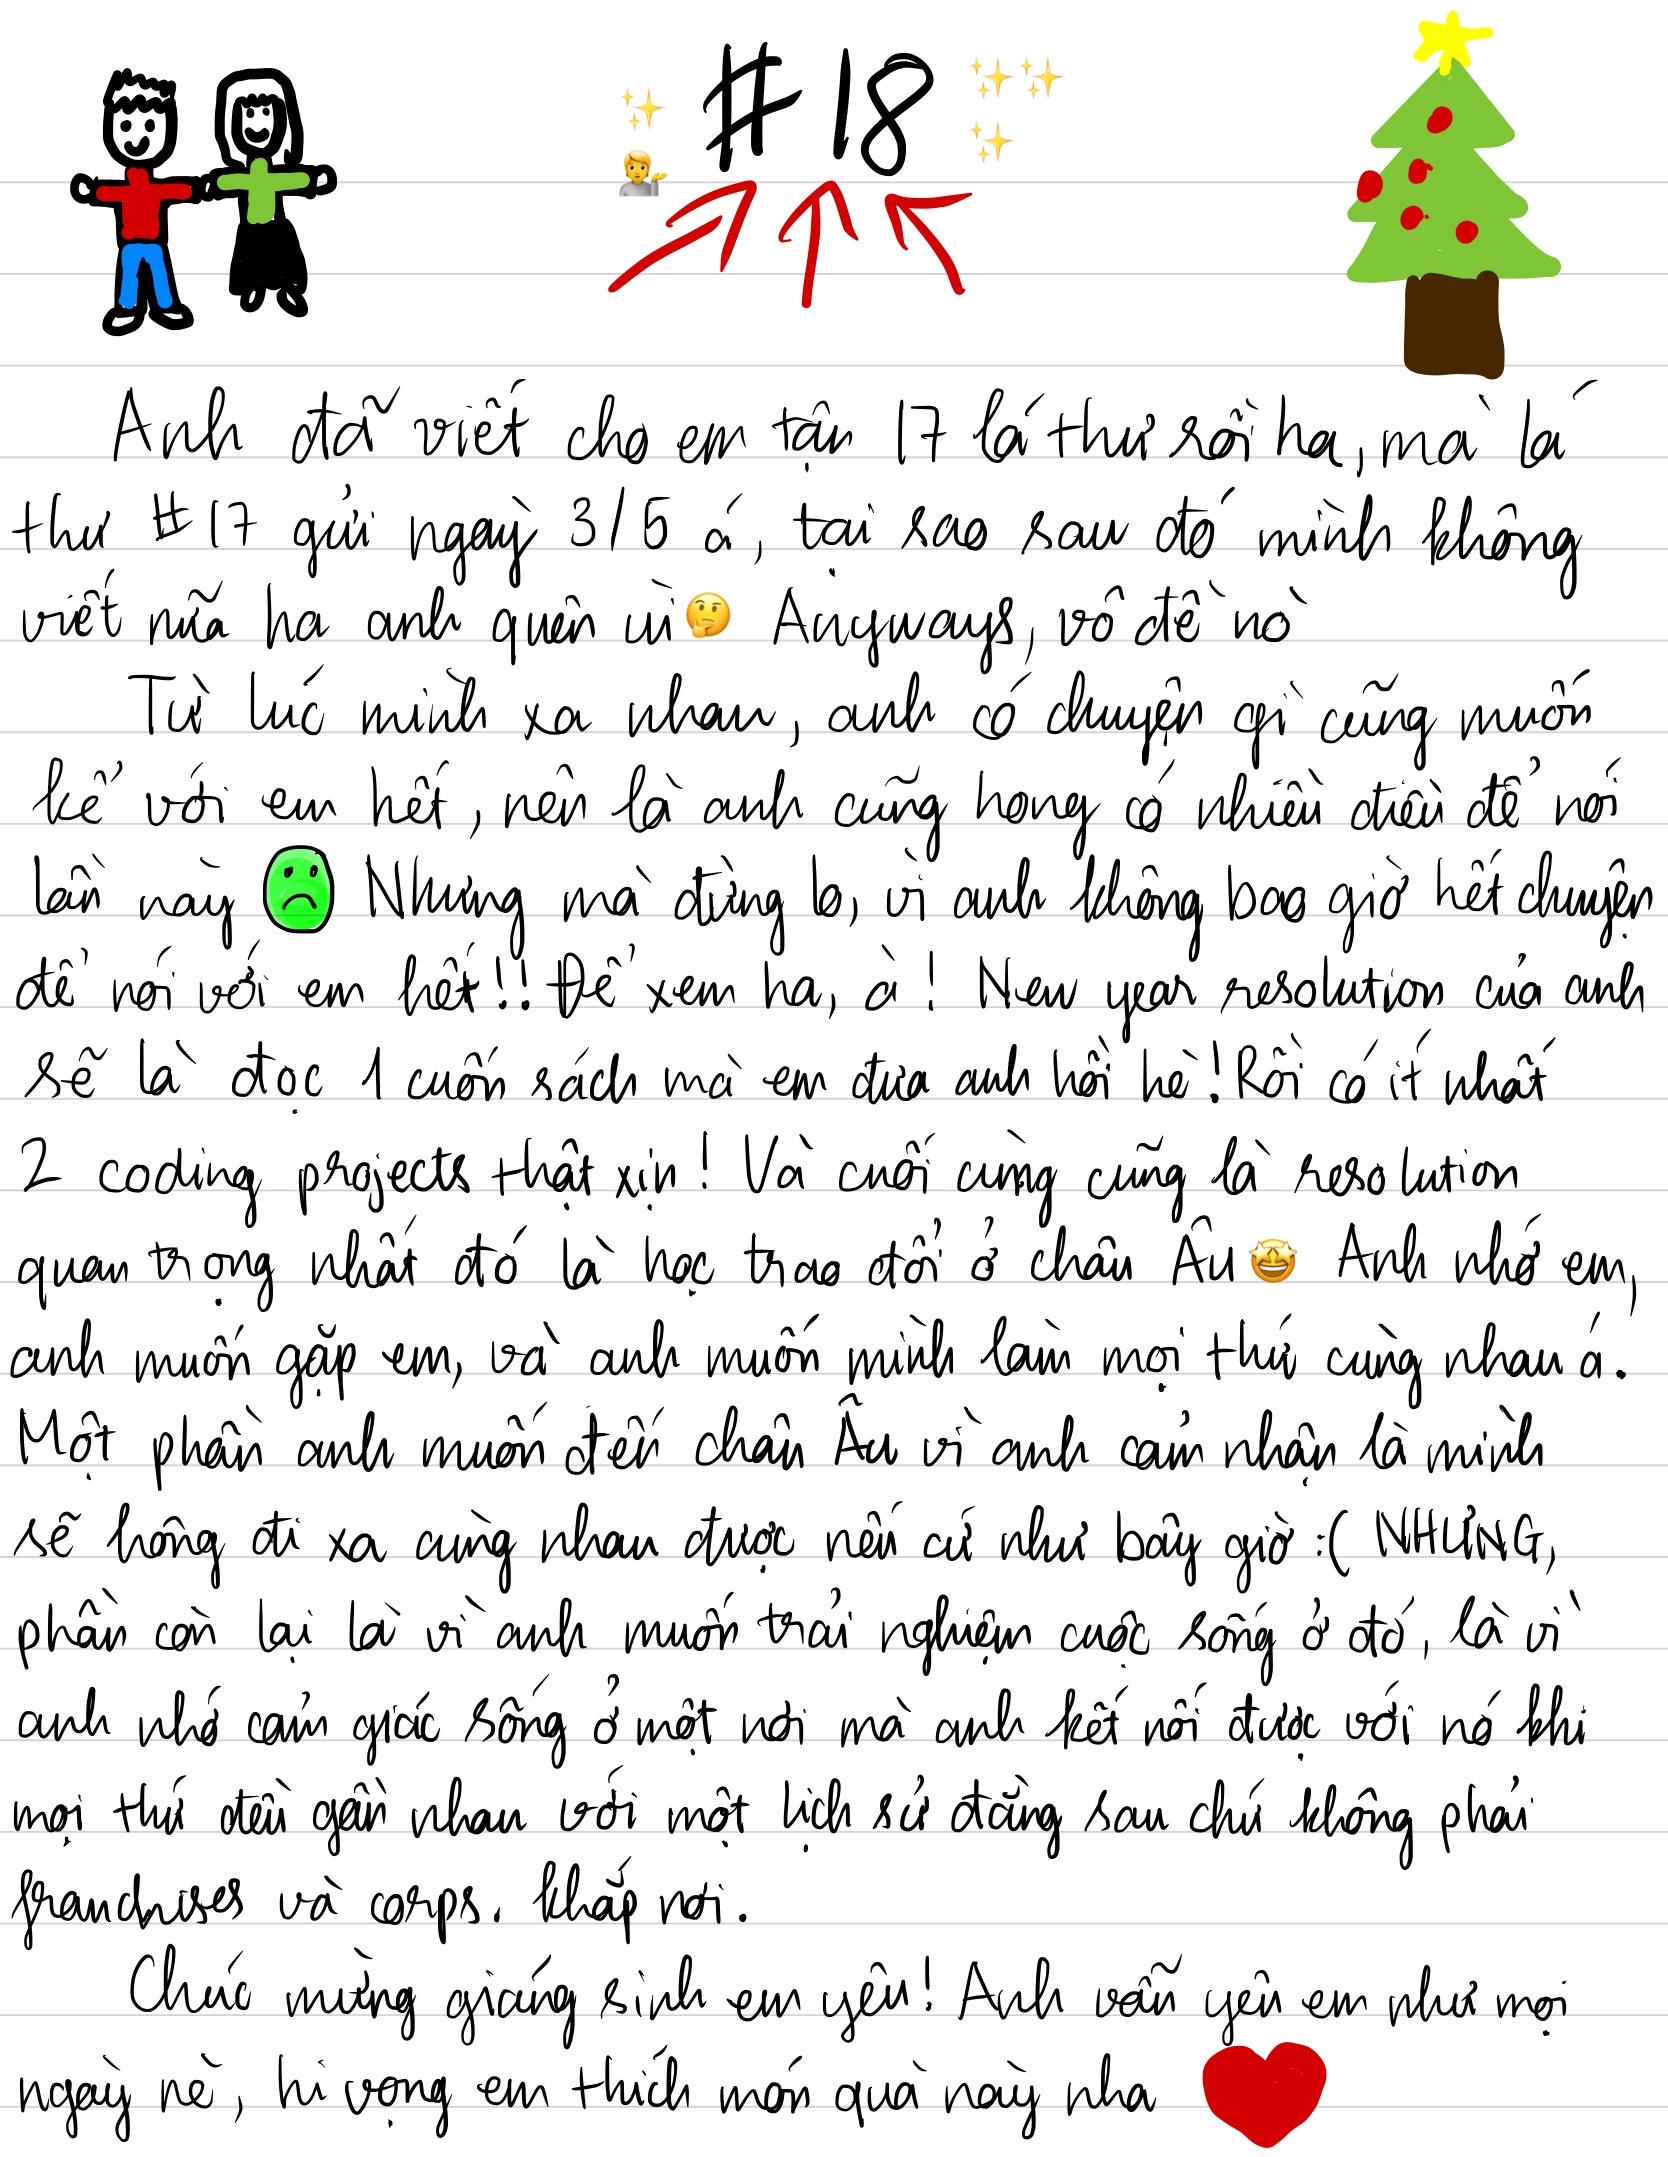 #18
Anh đã viết cho em tận 17 lá thư rồi ha, mà lá
thư #17 gửi ngày 3/5 á, tại sao sau đó mình không
viết nữa ha anh quên ùi🤔 Anyways, vô đề nò
Từ lúc mình xa nhau, anh có chuyện gì cũng muốn
kể với em hết, nên là anh cũng hong có nhiều điều để nói
lần này Nhưng mà đừng lo, vì anh không bao giờ hết chuyện
để nói với em hết!! Để xem ha, à! New year resolution của anh
sẽ là đọc 1 cuốn sách mà em đưa anh hồi hè! Rồi có ít nhất
2 coding projects thật xịn! Và cuối cùng cũng là resolution
quan trọng nhất đó là học trao đổi ở châu Âu🤩 Anh nhớ em,
anh muốn gặp em, và anh muốn mình làm mọi thứ cùng nhau á.
Một phần anh muốn đến châu Âu vì anh cảm nhận là mình
sẽ hông đi xa cùng nhau được nếu cứ như bây giờ :( NHƯNG,
phần còn lại là vì anh muốn trải nghiệm cuộc sống ở đó, là vì
anh nhớ cảm giác sống ở một nơi mà anh kết nối được với nó khi
mọi thứ đều gần nhau với một lịch sử đằng sau chứ không phải
franchises và corps. khắp nơi.
Chúc mừng giáng sinh em yêu! Anh vẫn yêu em như mọi
ngày nè, hi vọng em thích món quà này nha